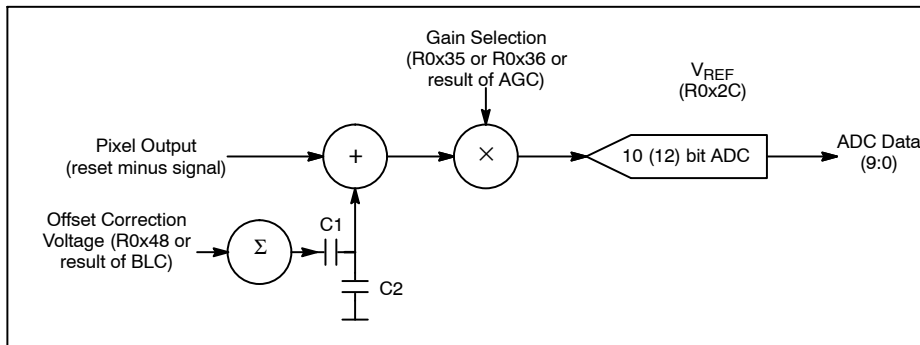 Gain Selection
(R0x35 or R0x36 or
result of AGC)
VREF
(R0x2C)
Pixel Output
(reset minus signal)
+
×
10 (12) bit ADC
ADC Data
(9:0)
Offset Correction
Voltage (R0x48 or
result of BLC)
Σ
C1
C2